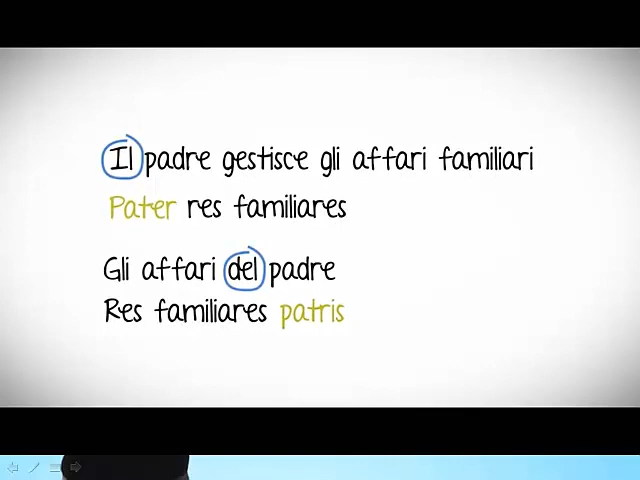 Il padre gestisce gli affari familiari
Pater res familiares
Gli affari del padre
Res familiares patris